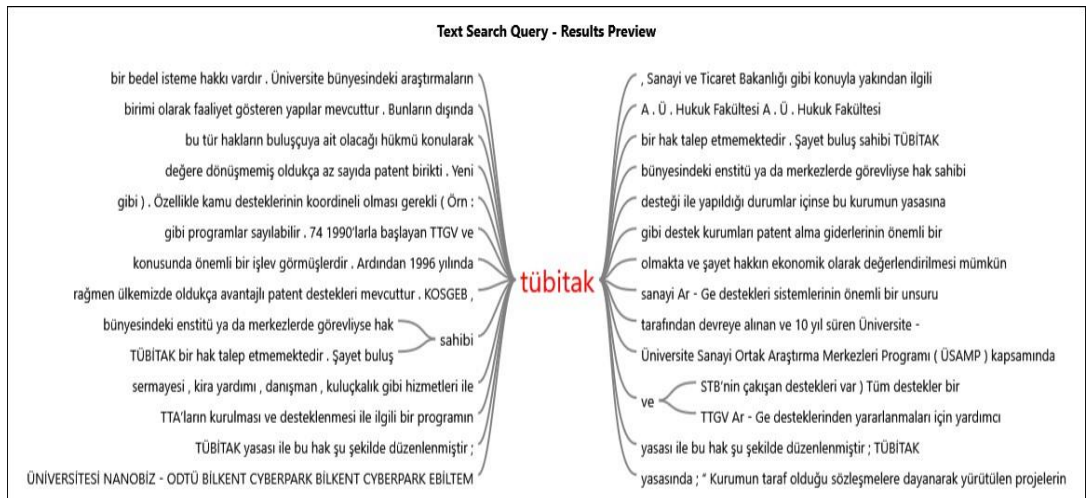 Text Search Query - Results Preview
bir bedel isteme hakkı vardır . Üniversite bünyesindeki araştırmaların
birimi olarak faaliyet gösteren yapılar mevcuttur . Bunların dışında
bu tür hakların buluşçuya ait olacağı hükmü konularak
değere dönüşmemiş oldukça az sayıda patent birikti . Yeni
gibi ) . Özellikle kamu desteklerinin koordineli olması gerekli ( Örn :
gibi programlar sayılabilir . 74 1990'larla başlayan TTGV ve
konusunda önemli bir işlev görmüşlerdir . Ardından 1996 yılında
rağmen ülkemizde oldukça avantajlı patent destekleri mevcuttur . KOSGEB ,
bünyesindeki enstitü ya da merkezlerde görevliyse hak
TÜBİTAK bir hak talep etmemektedir . Şayet buluş
sahibi
sermayesi , kira yardımı , danışman , kuluçkalık gibi hizmetleri ile
TTA'ların kurulması ve desteklenmesi ile ilgili bir programın
TÜBİTAK yasası ile bu hak şu şekilde düzenlenmiştir ;
ÜNİVERSİTESİ NANOBİZ - ODTÜ BİLKENT CYBERPARK BİLKENT CYBERPARK EBİLTEM
tübitak
, Sanayi ve Ticaret Bakanlığı gibi konuyla yakından ilgili
A . Ü . Hukuk Fakültesi A . Ü . Hukuk Fakültesi
bir hak talep etmemektedir . Şayet buluş sahibi TÜBİTAK
bünyesindeki enstitü ya da merkezlerde görevliyse hak sahibi
desteği ile yapıldığı durumlar içinse bu kurumun yasasına
gibi destek kurumları patent alma giderlerinin önemli bir
olmakta ve şayet hakkın ekonomik olarak değerlendirilmesi mümkün
sanayi Ar - Ge destekleri sistemlerinin önemli bir unsuru
tarafından devreye alınan ve 10 yıl süren Üniversite -
Üniversite Sanayi Ortak Araştırma Merkezleri Programı ( ÜSAMP ) kapsamında
ve
STB'nin çakışan destekleri var ) Tüm destekler bir
TTGV Ar - Ge desteklerinden yararlanmaları için yardımcı
yasası ile bu hak şu şekilde düzenlenmiştir ; TÜBİTAK
yasasında ; “ Kurumun taraf olduğu sözleşmelere dayanarak yürütülen projelerin